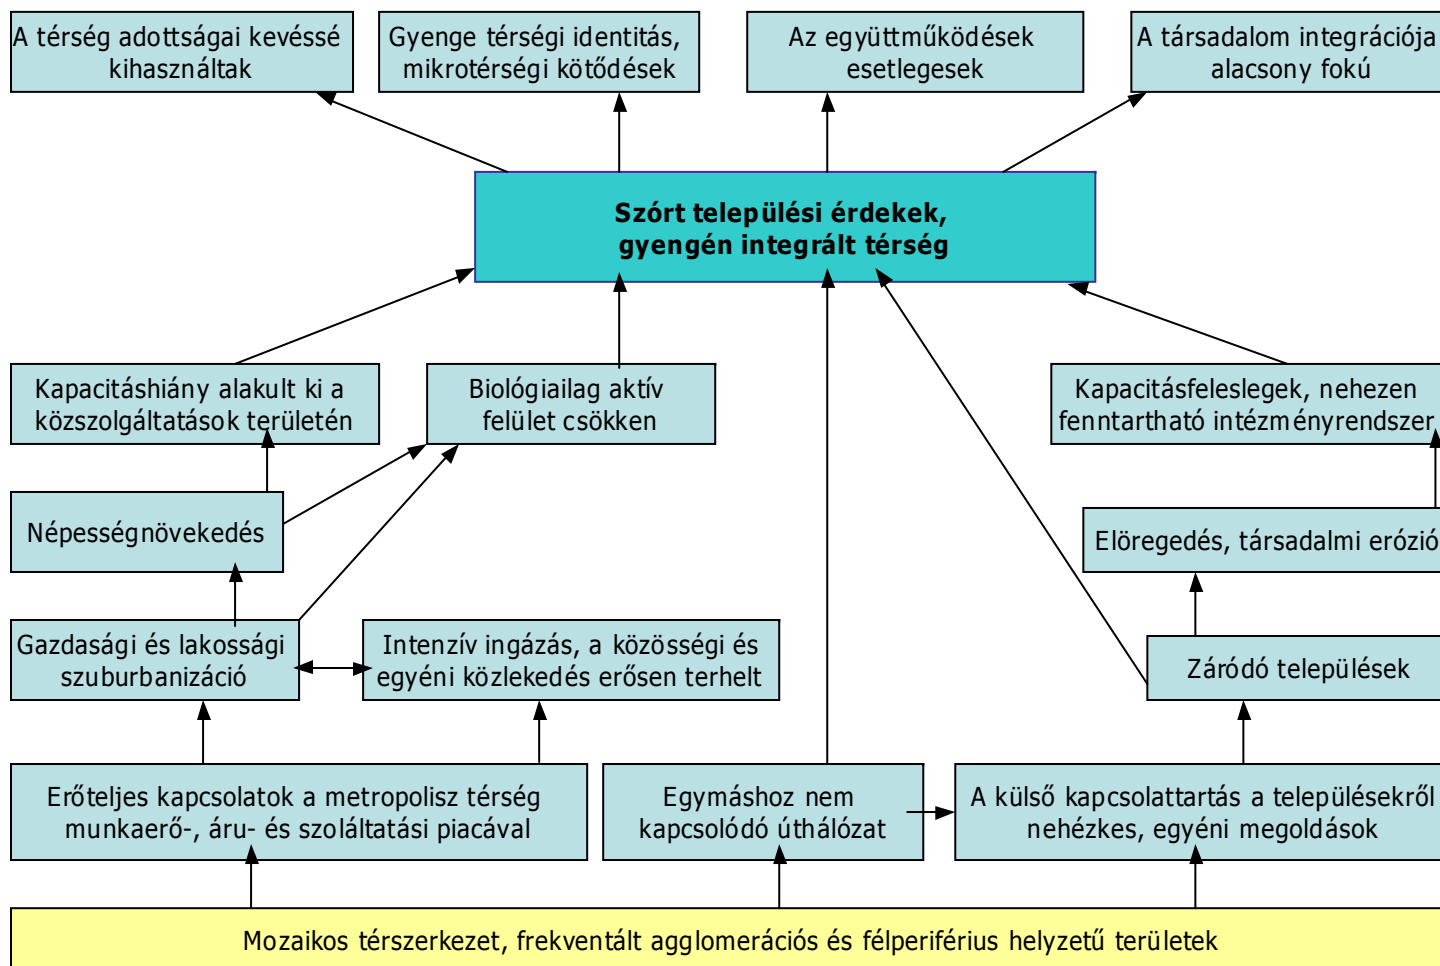 A térség adottságai kevéssé
kihasználtak
Gyenge térségi identitás,
mikrotérségi kötődések
Az együttműködések
esetlegesek
A társadalom integrációja
alacsony fokú
Szórt települési érdekek,
gyengén integrált térség
Kapacitáshiány alakult ki a
közszolgáltatások területén
Biológiailag aktív
felület csökken
Kapacitásfeleslegek, nehezen
fenntartható intézményrendszer
Népességnövekedés
Elöregedés, társadalmi erózió
Gazdasági és lakossági
szuburbanizáció
Intenzív ingázás, a közösségi és
egyéni közlekedés erősen terhelt
Záródó települések
Erőteljes kapcsolatok a metropolisz térség
munkaerő-, áru- és szoláltatási piacával
Egymáshoz nem
kapcsolódó úthálózat
A külső kapcsolattartás a településekről
nehézkes, egyéni megoldások
Mozaikos térszerkezet, frekventált agglomerációs és félperiférius helyzetű területek